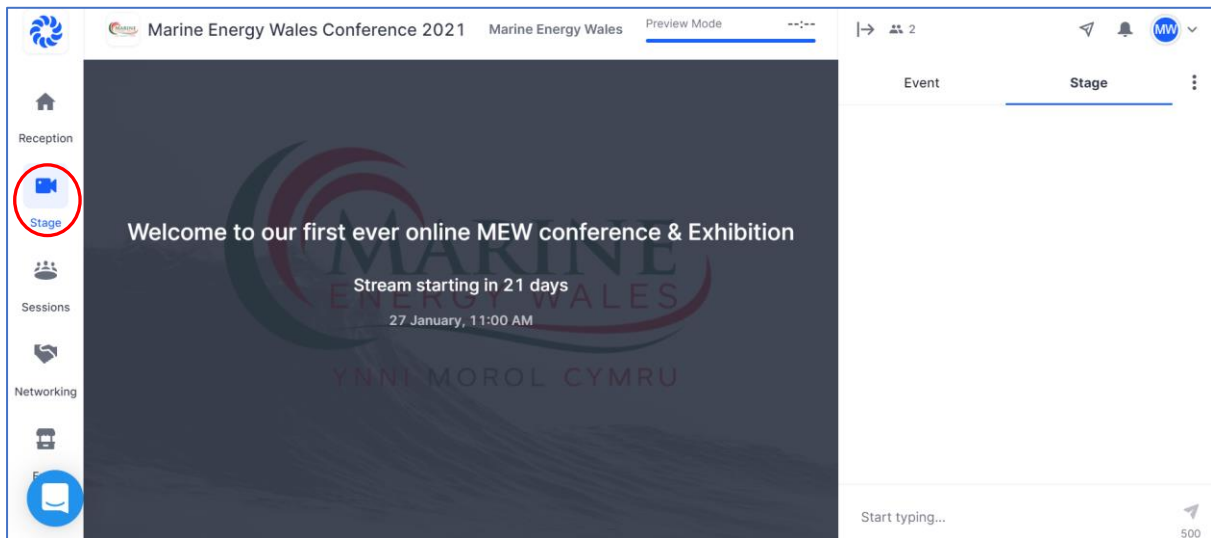 Marine Energy Wales Conference 2021 Marine Energy Wales Preview Mode --:-- 2 MW
Event Stage
Reception
Stage
Sessions
Networking
Welcome to our first ever online MEW conference & Exhibition
Stream starting in 21 days
27 January, 11:00 AM
MARINE
ENERGY WALES
YNNI MOROL CYMRU
Start typing...
500